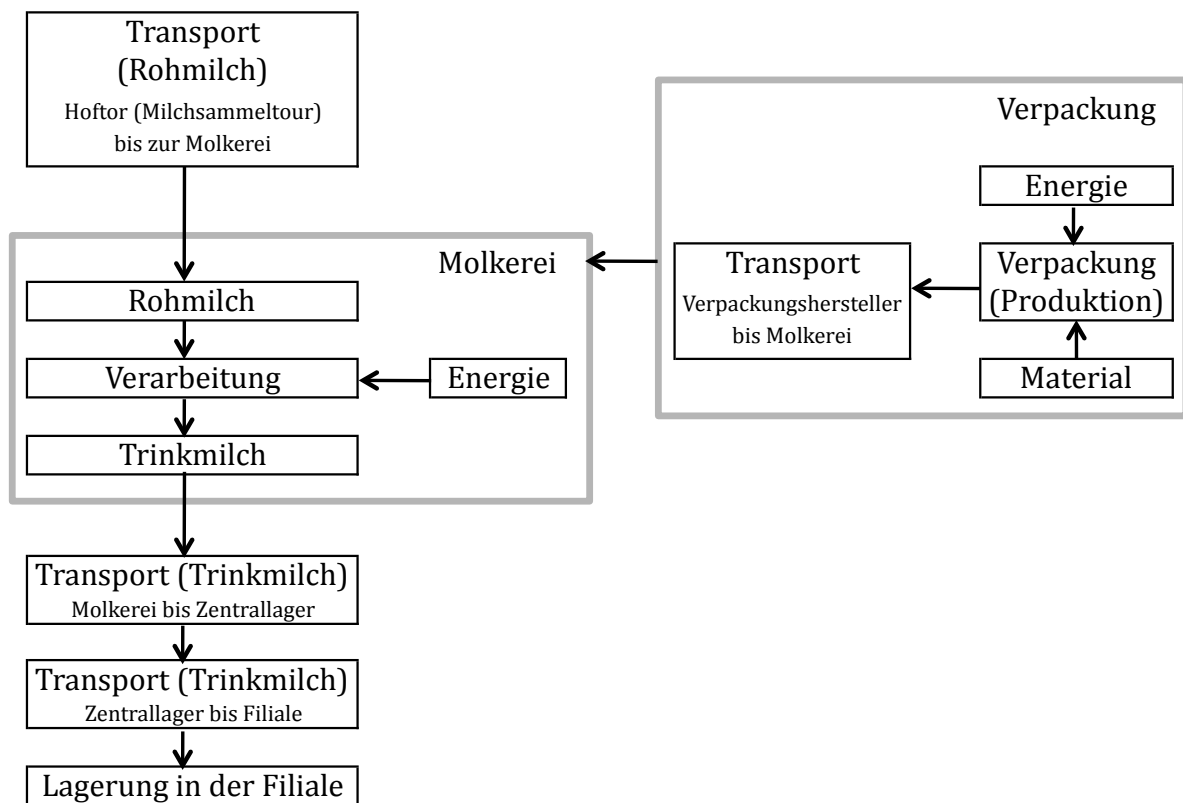 Transport
(Rohmilch)
Hoftor (Milchsammeltour)
bis zur Molkerei
Molkerei
Rohmilch
Verarbeitung
Energie
Trinkmilch
Verpackung
Energie
Verpackung
(Produktion)
Material
Transport
Verpackungshersteller
bis Molkerei
Transport (Trinkmilch)
Molkerei bis Zentrallager
Transport (Trinkmilch)
Zentrallager bis Filiale
Lagerung in der Filiale